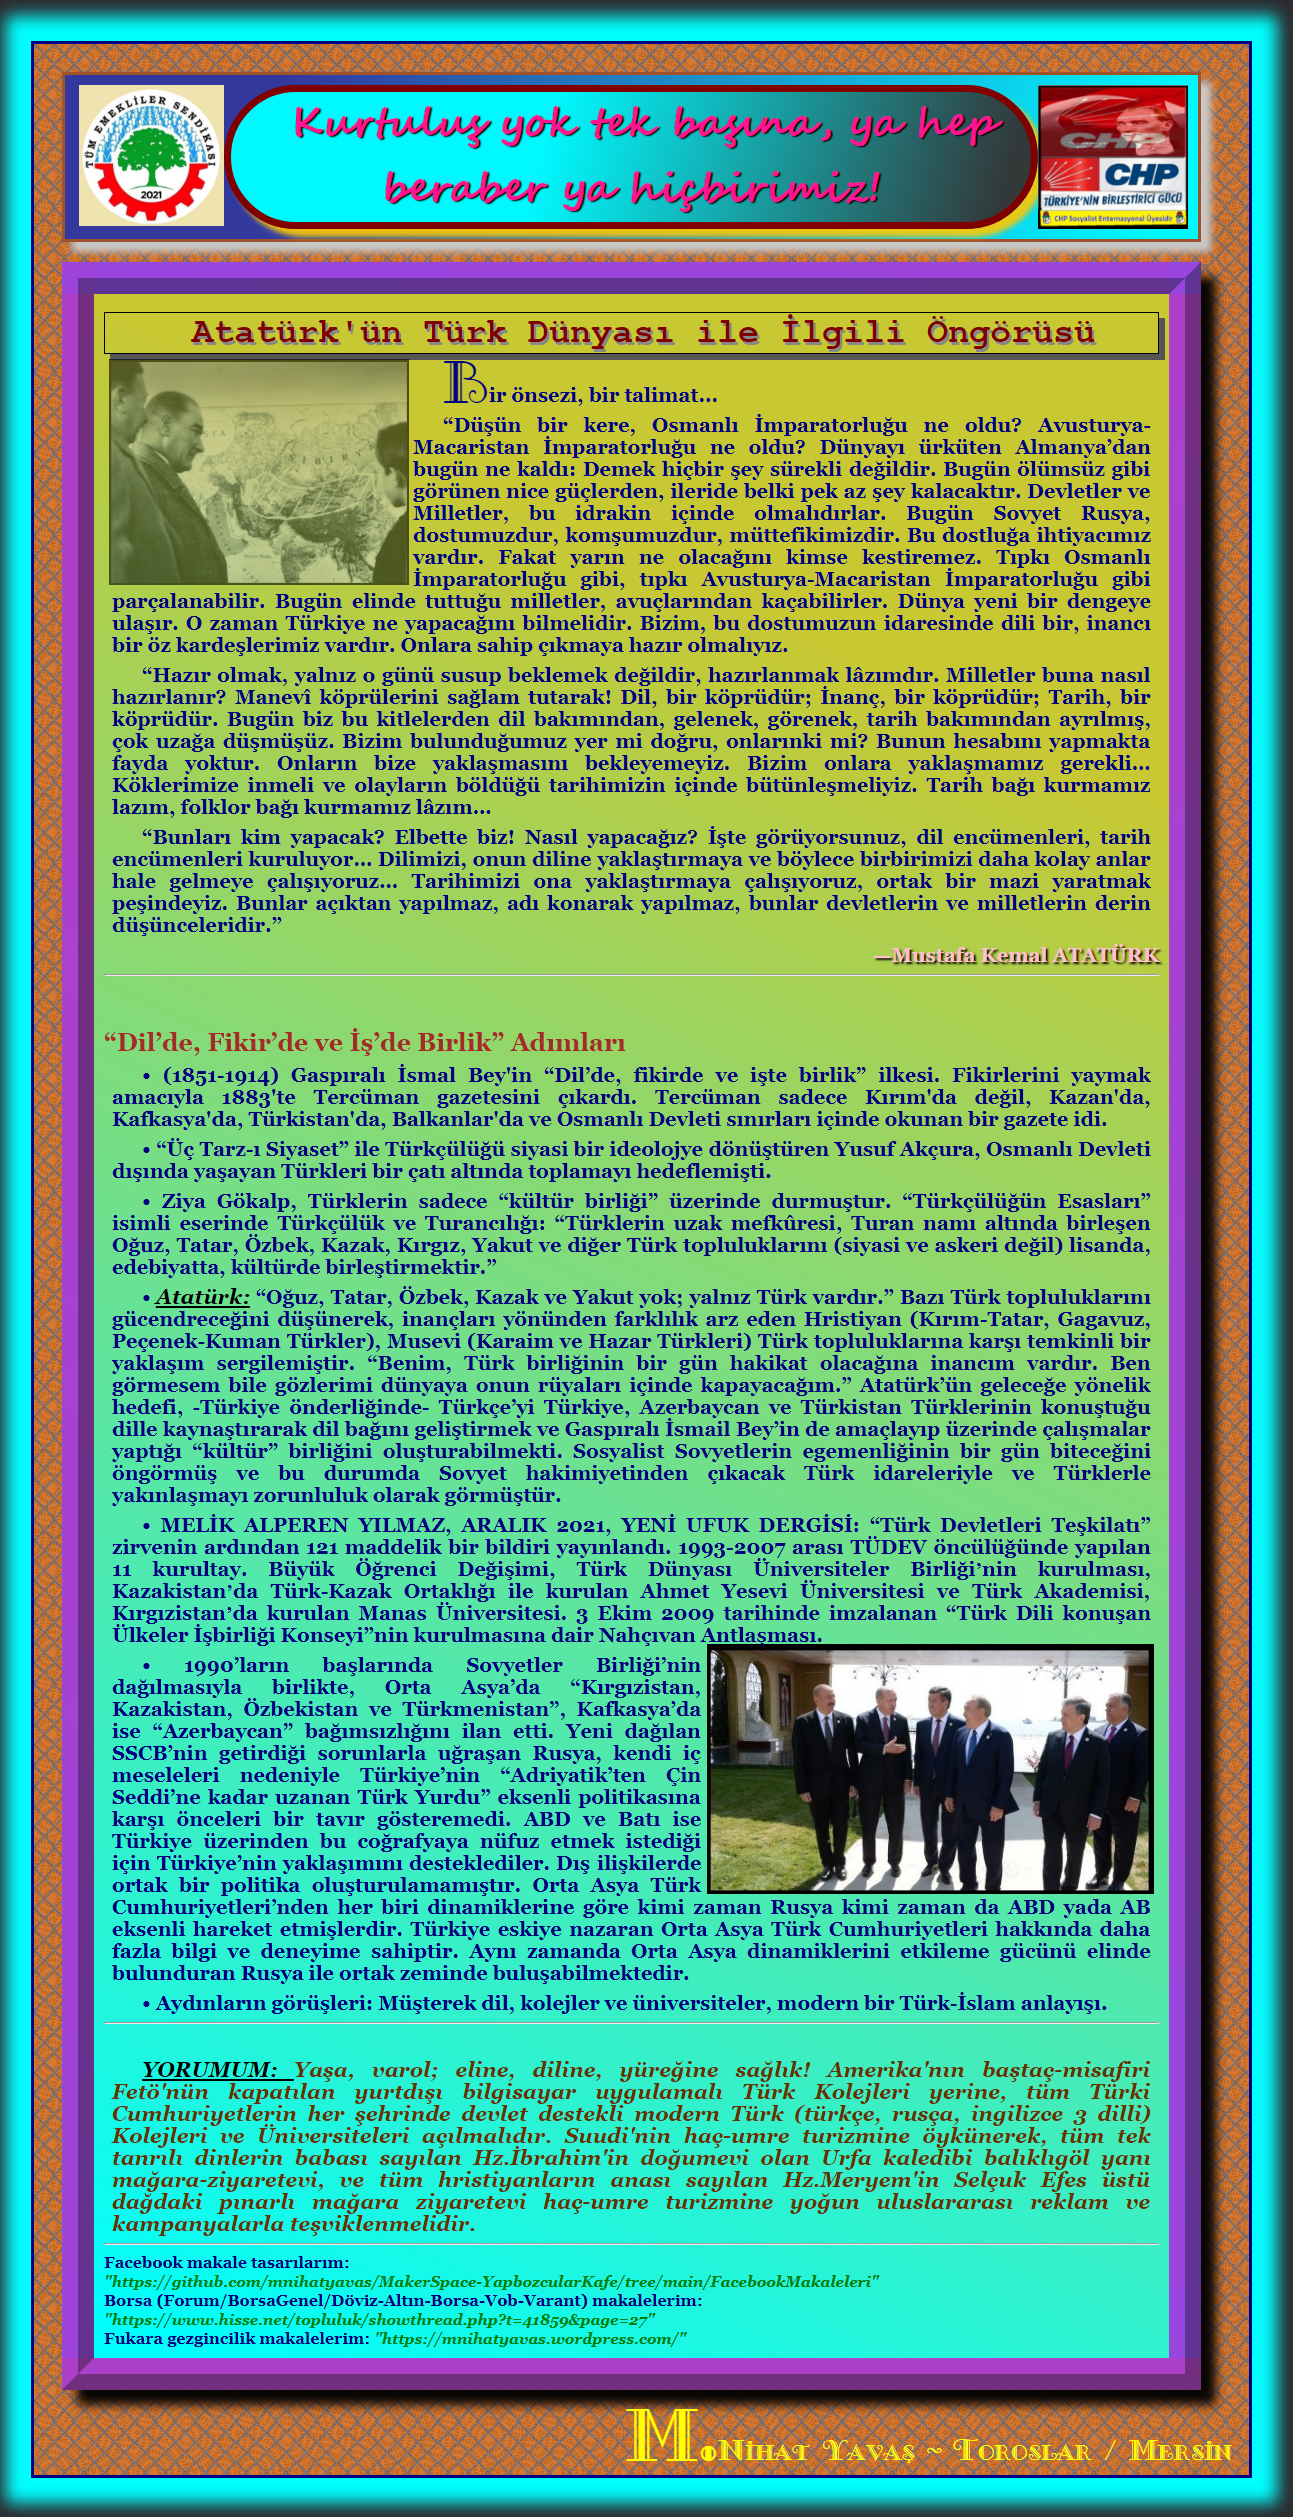 TÜM EMEKLİLER SENDİKASI
2021
Kurtuluş yok tek başına, ya hep
beraber ya hiçbirimiz!
CHP
CHP
TÜRKİYE'NİN BİRLEŞTİRİCİ GÜCÜ
CHP Sosyalist Enternasyonal Üyesidir
Atatürk'ün Türk Dünyası ile İlgili Öngörüsü
SIBIRYA
Bir önsezi, bir talimat...
“Düşün bir kere, Osmanlı İmparatorluğu ne oldu? Avusturya-
Macaristan İmparatorluğu ne oldu? Dünyayı ürküten Almanya’dan
bugün ne kaldı: Demek hiçbir şey sürekli değildir. Bugün ölümsüz gibi
görünen nice güçlerden, ileride belki pek az şey kalacaktır. Devletler ve
Milletler, bu idrakin içinde olmalıdırlar. Bugün Sovyet Rusya,
dostumuzdur, komşumuzdur, müttefikimizdir. Bu dostluğa ihtiyacımız
vardır. Fakat yarın ne olacağını kimse kestiremez. Tıpkı Osmanlı
İmparatorluğu gibi, tıpkı Avusturya-Macaristan İmparatorluğu gibi
parçalanabilir. Bugün elinde tuttuğu milletler, avuçlarından kaçabilirler. Dünya yeni bir dengeye
ulaşır. O zaman Türkiye ne yapacağını bilmelidir. Bizim, bu dostumuzun idaresinde dili bir, inancı
bir öz kardeşlerimiz vardır. Onlara sahip çıkmaya hazır olmalıyız.
“Hazır olmak, yalnız o günü susup beklemek değildir, hazırlanmak lâzımdır. Milletler buna nasıl
hazırlanır? Manevî köprülerini sağlam tutarak! Dil, bir köprüdür; İnanç, bir köprüdür; Tarih, bir
köprüdür. Bugün biz bu kitlelerden dil bakımından, gelenek, görenek, tarih bakımından ayrılmış,
çok uzağa düşmüşüz. Bizim bulunduğumuz yer mi doğru, onlarınki mi? Bunun hesabını yapmakta
fayda yoktur. Onların bize yaklaşmasını bekleyemeyiz. Bizim onlara yaklaşmamız gerekli...
Köklerimize inmeli ve olayların böldüğü tarihimizin içinde bütünleşmeliyiz. Tarih bağı kurmamız
lazım, folklor bağı kurmamız lâzım...
“Bunları kim yapacak? Elbette biz! Nasıl yapacağız? İşte görüyorsunuz, dil encümenleri, tarih
encümenleri kuruluyor... Dilimizi, onun diline yaklaştırmaya ve böylece birbirimizi daha kolay anlar
hale gelmeye çalışıyoruz... Tarihimizi ona yaklaştırmaya çalışıyoruz, ortak bir mazi yaratmak
peşindeyiz. Bunlar açıktan yapılmaz, adı konarak yapılmaz, bunlar devletlerin ve milletlerin derin
düşünceleridir.”
—Mustafa Kemal ATATÜRK
“Dil’de, Fikir’de ve İş’de Birlik” Adımları
• (1851-1914) Gaspıralı İsmal Bey'in “Dil’de, fikirde ve işte birlik” ilkesi. Fikirlerini yaymak
amacıyla 1883'te Tercüman gazetesini çıkardı. Tercüman sadece Kırım'da değil, Kazan'da,
Kafkasya'da, Türkistan'da, Balkanlar'da ve Osmanlı Devleti sınırları içinde okunan bir gazete idi.
• “Üç Tarz-ı Siyaset” ile Türkçülüğü siyasi bir ideolojye dönüştüren Yusuf Akçura, Osmanlı Devleti
dışında yaşayan Türkleri bir çatı altında toplamayı hedeflemişti.
• Ziya Gökalp, Türklerin sadece “kültür birliği” üzerinde durmuştur. “Türkçülüğün Esasları”
isimli eserinde Türkçülük ve Turancılığı: “Türklerin uzak mefkûresi, Turan namı altında birleşen
Oğuz, Tatar, Özbek, Kazak, Kırgız, Yakut ve diğer Türk topluluklarını (siyasi ve askeri değil) lisanda,
edebiyatta, kültürde birleştirmektir.”
• Atatürk: “Oğuz, Tatar, Özbek, Kazak ve Yakut yok; yalnız Türk vardır.” Bazı Türk topluluklarını
gücendreceğini düşünerek, inançları yönünden farklılık arz eden Hristiyan (Kırım-Tatar, Gagavuz,
Peçenek-Kuman Türkler), Musevi (Karaim ve Hazar Türkleri) Türk topluluklarına karşı temkinli bir
yaklaşım sergilemiştir. “Benim, Türk birliğinin bir gün hakikat olacağına inancım vardır. Ben
görmesem bile gözlerimi dünyaya onun rüyaları içinde kapayacağım.” Atatürk’ün geleceğe yönelik
hedefi, -Türkiye önderliğinde- Türkçe’yi Türkiye, Azerbaycan ve Türkistan Türklerinin konuştuğu
dille kaynaştırarak dil bağını geliştirmek ve Gaspıralı İsmail Bey’in de amaçlayıp üzerinde çalışmalar
yaptığı “kültür” birliğini oluşturabilmekti. Sosyalist Sovyetlerin egemenliğinin bir gün biteceğini
öngörmüş ve bu durumda Sovyet hakimiyetinden çıkacak Türk idareleriyle ve Türklerle
yakınlaşmayı zorunluluk olarak görmüştür.
• MELİK ALPEREN YILMAZ, ARALIK 2021, YENİ UFUK DERGİSİ: “Türk Devletleri Teşkilatı”
zirvenin ardından 121 maddelik bir bildiri yayınlandı. 1993-2007 arası TÜDEV öncülüğünde yapılan
11 kurultay. Büyük Öğrenci Değişimi, Türk Dünyası Üniversiteler Birliği’nin kurulması,
Kazakistan’da Türk-Kazak Ortaklığı ile kurulan Ahmet Yesevi Üniversitesi ve Türk Akademisi,
Kırgızistan’da kurulan Manas Üniversitesi. 3 Ekim 2009 tarihinde imzalanan “Türk Dili konuşan
Ülkeler İşbirliği Konseyi”nin kurulmasına dair Nahçıvan Antlaşması.
• 1990’ların başlarında Sovyetler Birliği’nin
dağılmasıyla birlikte, Orta Asya’da “Kırgızistan,
Kazakistan, Özbekistan ve Türkmenistan”, Kafkasya’da
ise “Azerbaycan” bağımsızlığını ilan etti. Yeni dağılan
SSCB’nin getirdiği sorunlarla uğraşan Rusya, kendi iç
meseleleri nedeniyle Türkiye’nin “Adriyatik’ten Çin
Seddi’ne kadar uzanan Türk Yurdu” eksenli politikasına
karşı önceleri bir tavır gösteremedi. ABD ve Batı ise
Türkiye üzerinden bu coğrafyaya nüfuz etmek istediği
için Türkiye’nin yaklaşımını desteklediler. Dış ilişkilerde
ortak bir politika oluşturulamamıştır. Orta Asya Türk
Cumhuriyetleri’nden her biri dinamiklerine göre kimi zaman Rusya kimi zaman da ABD yada AB
eksenli hareket etmişlerdir. Türkiye eskiye nazaran Orta Asya Türk Cumhuriyetleri hakkında daha
fazla bilgi ve deneyime sahiptir. Aynı zamanda Orta Asya dinamiklerini etkileme gücünü elinde
bulunduran Rusya ile ortak zeminde buluşabilmektedir.
• Aydınların görüşleri: Müşterek dil, kolejler ve üniversiteler, modern bir Türk-İslam anlayışı.
YORUMUM: Yaşa, varol; eline, diline, yüreğine sağlık! Amerika'nın baştaç-misafiri
Fetö'nün kapatılan yurtdışı bilgisayar uygulamalı Türk Kolejleri yerine, tüm Türki
Cumhuriyetlerin her şehrinde devlet destekli modern Türk (türkçe, rusça, ingilizce 3 dilli)
Kolejleri ve Üniversiteleri açılmalıdır. Suudi'nin haç-umre turizmine öykünerek, tüm tek
tanrılı dinlerin babası sayılan Hz.İbrahim'in doğumevi olan Urfa kaledibi balıklıgöl yanı
mağara-ziyaretevi, ve tüm hristiyanların anası sayılan Hz.Meryem'in Selçuk Efes üstü
dağdaki pınarlı mağara ziyaretevi haç-umre turizmine yoğun uluslararası reklam ve
kampanyalarla teşviklenmelidir.
Facebook makale tasarılarım:
"https://github.com/mnihatyavas/MakerSpace-YapbozcularKafe/tree/main/FacebookMakaleleri"
Borsa (Forum/BorsaGenel/Döviz-Altın-Borsa-Vob-Varant) makalelerim:
"https://www.hisse.net/topluluk/showthread.php?t=41859&page=27"
Fukara gezgincilik makalelerim: "https://mnihatyavas.wordpress.com/"
M.Nihat Yavaş ~ Toroslar / Mersin